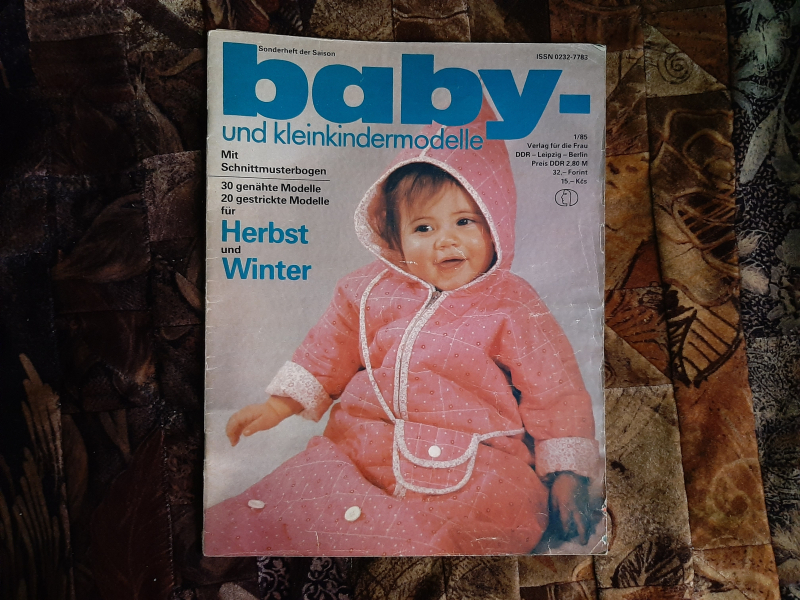 Sonderheft der Saison
ISSN 0232-7783
baby-
und kleinkindermodelle
1/85
Verlag für die Frau
DDR – Leipzig – Berlin
Preis DDR 2,80 M
32,– Forint
15,– Kčs
Mit
Schnittmusterbogen
30 genähte Modelle
20 gestrickte Modelle
für
Herbst
und
Winter